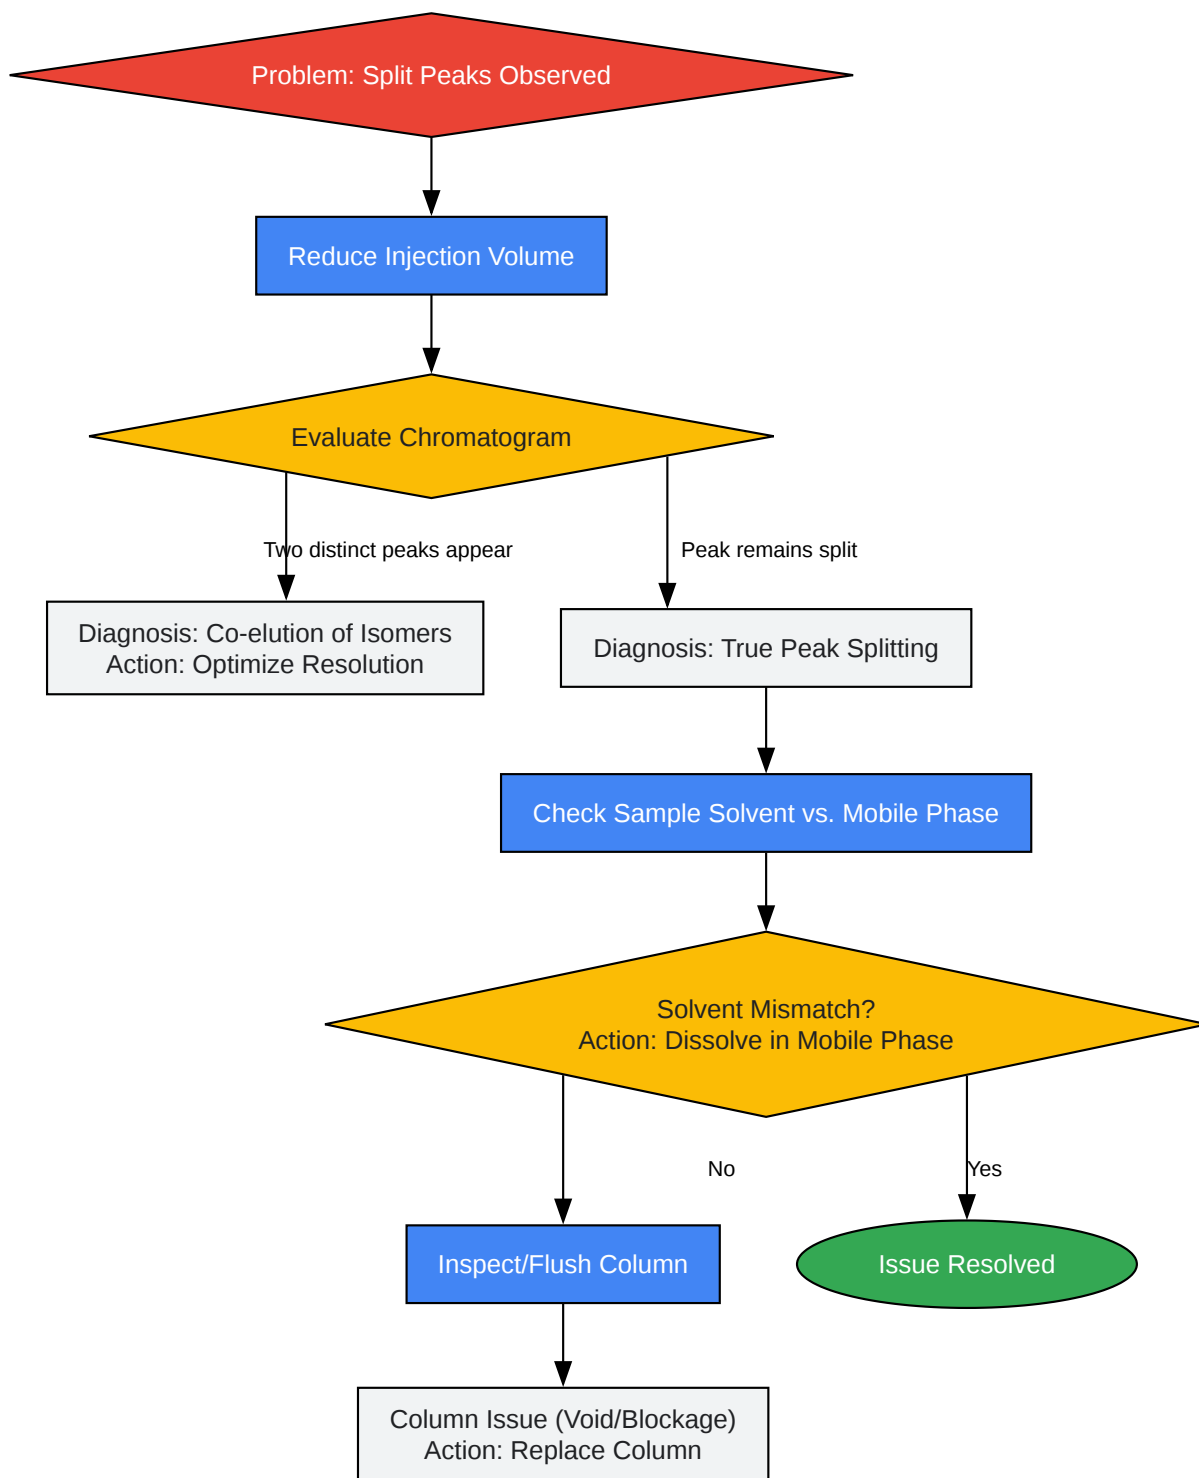 Problem: Split Peaks Observed
Reduce Injection Volume
Evaluate Chromatogram
Two distinct peaks appear
Peak remains split
Diagnosis: Co-elution of Isomers
Action: Optimize Resolution
Diagnosis: True Peak Splitting
Check Sample Solvent vs. Mobile Phase
Solvent Mismatch?
Action: Dissolve in Mobile Phase
No
Yes
Inspect/Flush Column
Issue Resolved
Column Issue (Void/Blockage)
Action: Replace Column